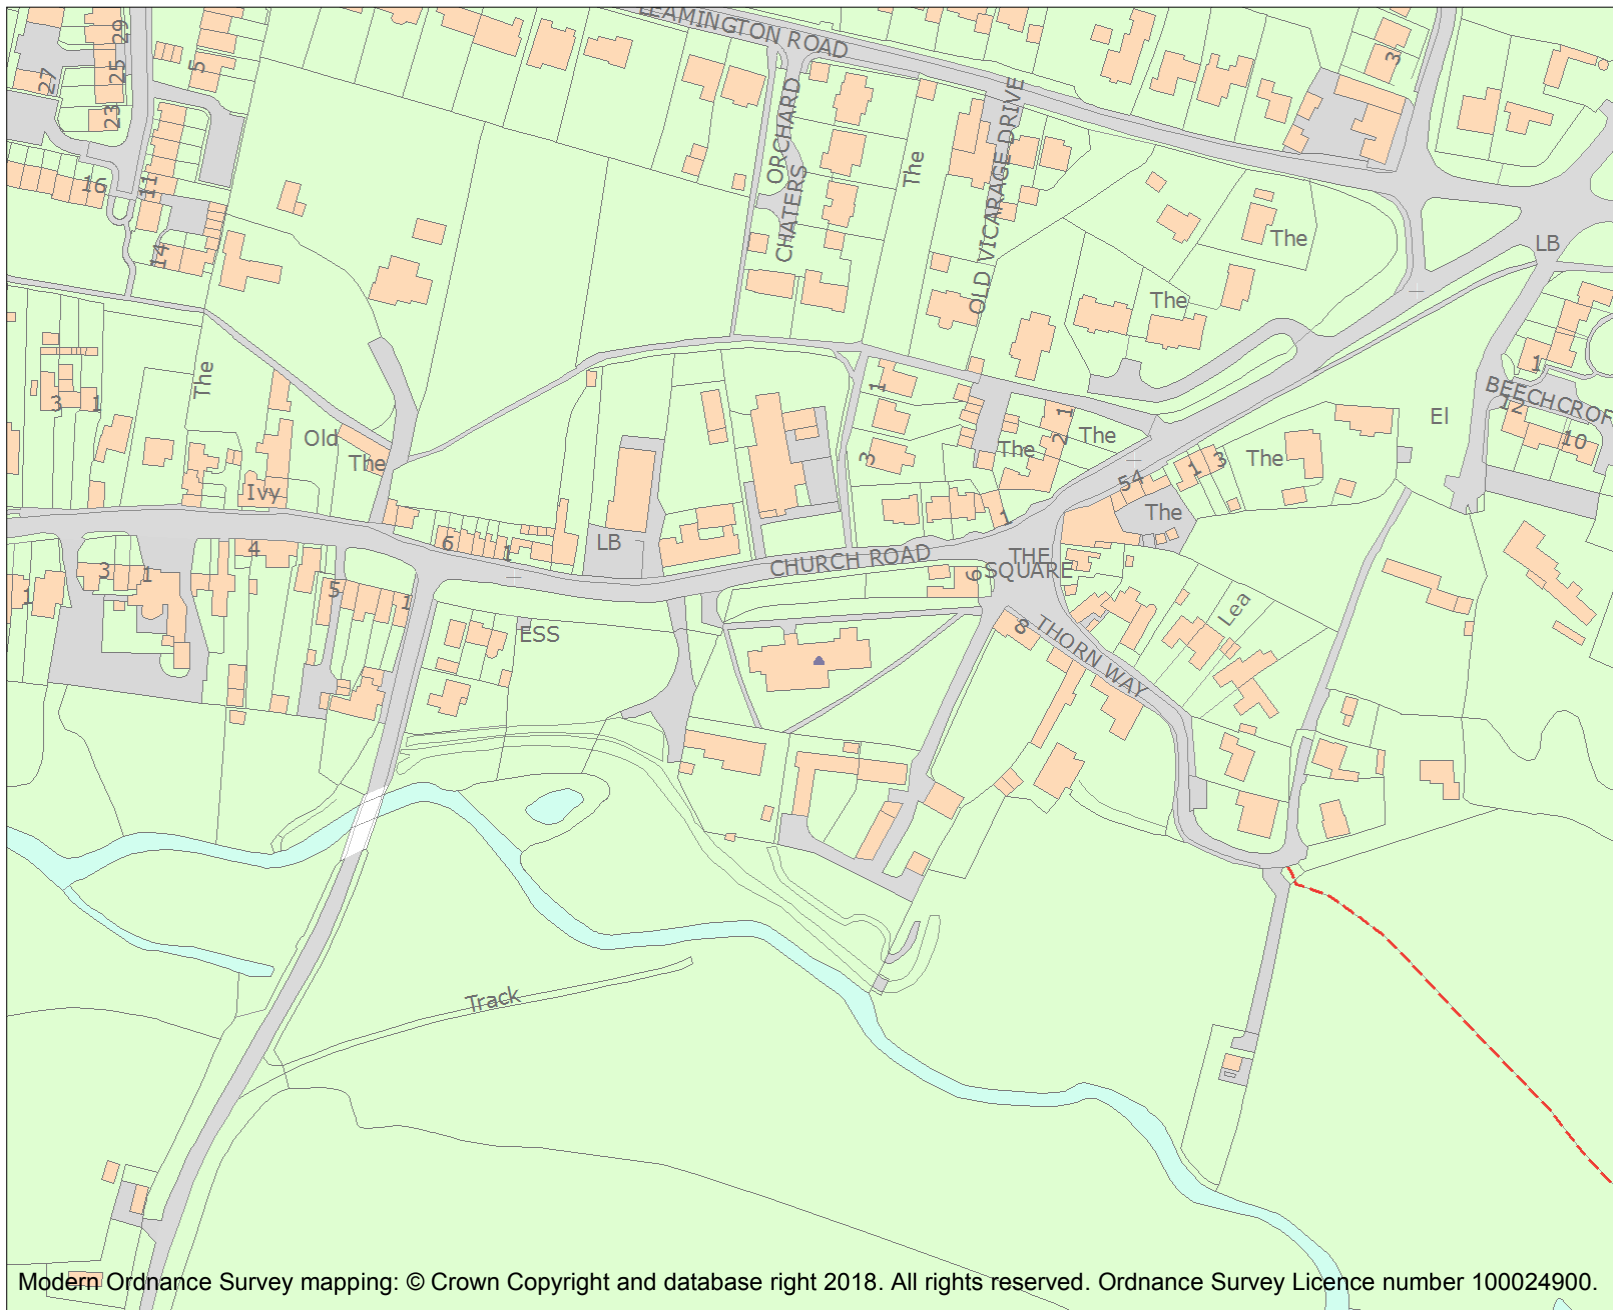 LEAMINGTON ROAD
29
27
25
23
5
3
16
11
14
CHATERS
ORCHARD
The
OLD VICARAGE DRIVE
The
The
LB
1
BEECHCROF
12
10
El
The
3
1
Old
The
Ivy
1
3
1
2
The
The
54
1
3
The
The
6
1
LB
CHURCH ROAD
1
THE
SQUARE
6
8
THORN WAY
Lea
4
3
1
1
5
1
ESS
Track
Modern Ordnance Survey mapping: © Crown Copyright and database right 2018. All rights reserved. Ordnance Survey Licence number 100024900.